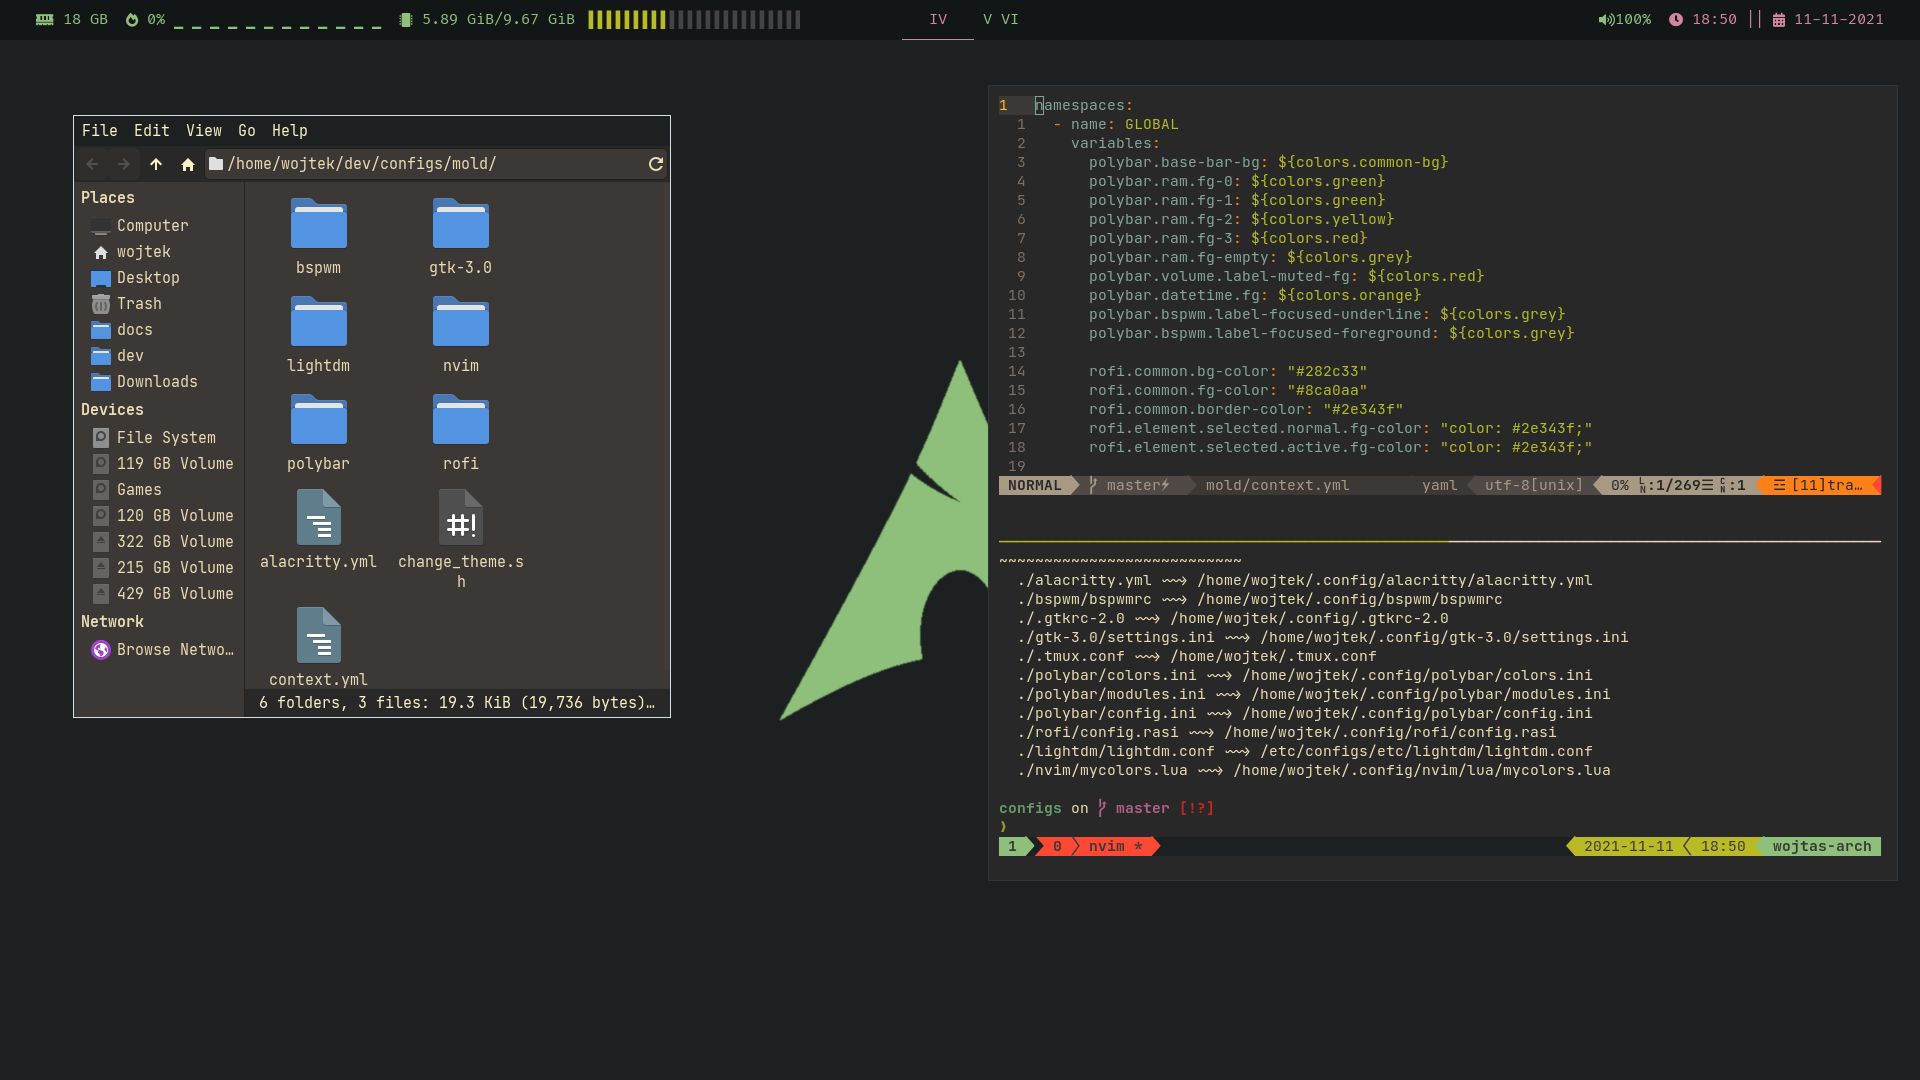 18 GB 0% 5.89 GiB/9.67 GiB IV V VI 100% 18:50 11-11-2021
File Edit View Go Help
/home/wojtek/dev/configs/mold/
Places
Computer
wojtek
Desktop
Trash
docs
dev
Downloads
Devices
File System
119 GB Volume
Games
120 GB Volume
322 GB Volume
215 GB Volume
429 GB Volume
Network
Browse Netwo…
bspwm gtk-3.0
lightdm nvim
polybar rofi
alacritty.yml change_theme.s
h
context.yml
6 folders, 3 files: 19.3 KiB (19,736 bytes)…
1 namespaces:
1 - name: GLOBAL
2 variables:
3 polybar.base-bar-bg: ${colors.common-bg}
4 polybar.ram.fg-0: ${colors.green}
5 polybar.ram.fg-1: ${colors.green}
6 polybar.ram.fg-2: ${colors.yellow}
7 polybar.ram.fg-3: ${colors.red}
8 polybar.ram.fg-empty: ${colors.grey}
9 polybar.volume.label-muted-fg: ${colors.red}
10 polybar.datetime.fg: ${colors.orange}
11 polybar.bspwm.label-focused-underline: ${colors.grey}
12 polybar.bspwm.label-focused-foreground: ${colors.grey}
13
14 rofi.common.bg-color: "#282c33"
15 rofi.common.fg-color: "#8ca0aa"
16 rofi.common.border-color: "#2e343f"
17 rofi.element.selected.normal.fg-color: "color: #2e343f;"
18 rofi.element.selected.active.fg-color: "color: #2e343f;"
19
NORMAL master⚡ mold/context.yml yaml utf-8[unix] 0% LN:1/269☰ CN:1 ☲ [11]tra…
~~~~~~~~~~~~~~~~~~~~~~~~~~~
./alacritty.yml ~~> /home/wojtek/.config/alacritty/alacritty.yml
./bspwm/bspwmrc ~~> /home/wojtek/.config/bspwm/bspwmrc
./.gtkrc-2.0 ~~> /home/wojtek/.config/.gtkrc-2.0
./gtk-3.0/settings.ini ~~> /home/wojtek/.config/gtk-3.0/settings.ini
./.tmux.conf ~~> /home/wojtek/.tmux.conf
./polybar/colors.ini ~~> /home/wojtek/.config/polybar/colors.ini
./polybar/modules.ini ~~> /home/wojtek/.config/polybar/modules.ini
./polybar/config.ini ~~> /home/wojtek/.config/polybar/config.ini
./rofi/config.rasi ~~> /home/wojtek/.config/rofi/config.rasi
./lightdm/lightdm.conf ~~> /etc/configs/etc/lightdm/lightdm.conf
./nvim/mycolors.lua ~~> /home/wojtek/.config/nvim/lua/mycolors.lua
configs on master [!?]
❯
1 0 nvim * 2021-11-11 18:50 wojtas-arch